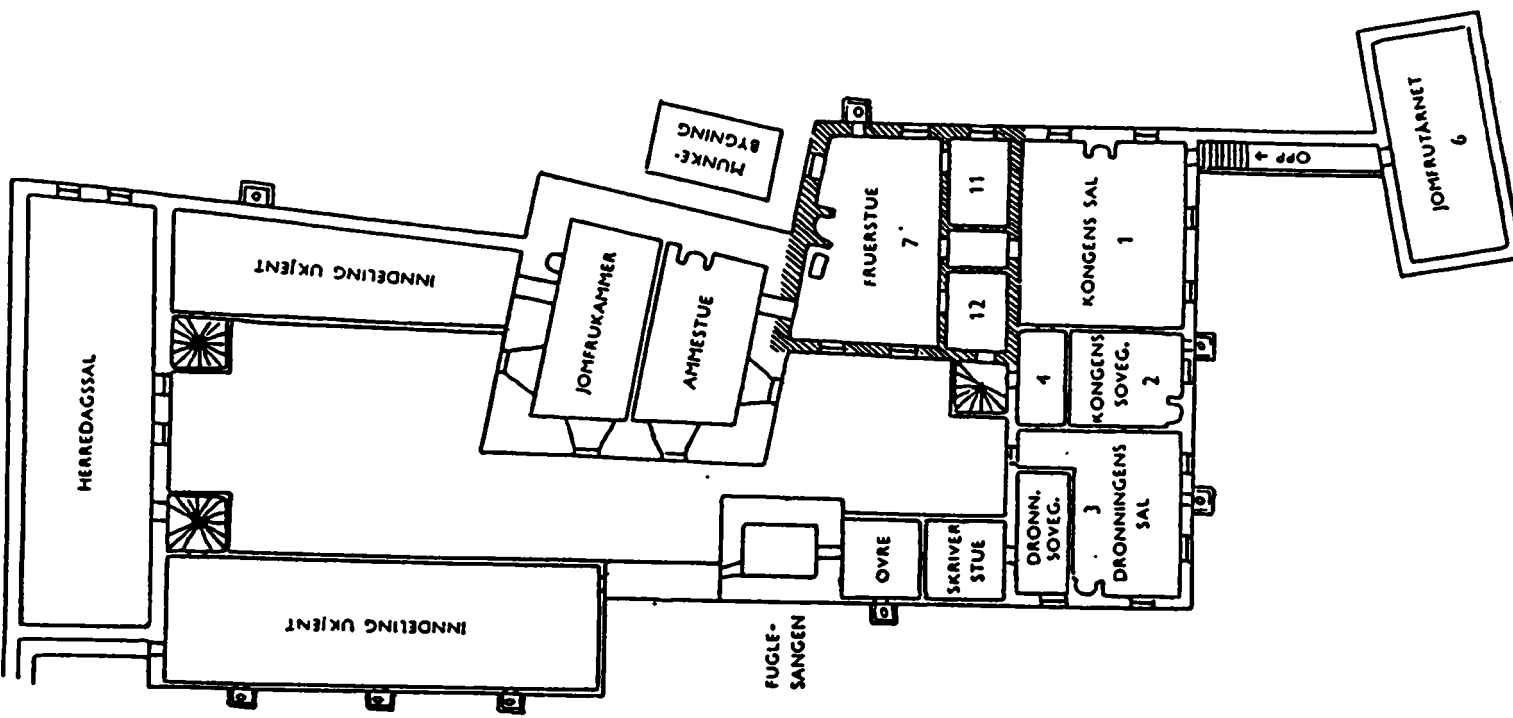 HERREDAGSSAL
INNDELING UKJENT
INNDELING UKJENT
JOMFRUKAMMER
AMMESTUE
MUNKE-
BYGNING
FRUERSTUE
7
11
12
KONGENS SAL
1
OPP
JOMFRUTÅRNET
6
4
KONGENS
SOVEG.
2
DRONN.
SOVEG.
3
DRONNINGENS
SAL
SKRIVER
STUE
OVRE
FUGLE-
SANGEN